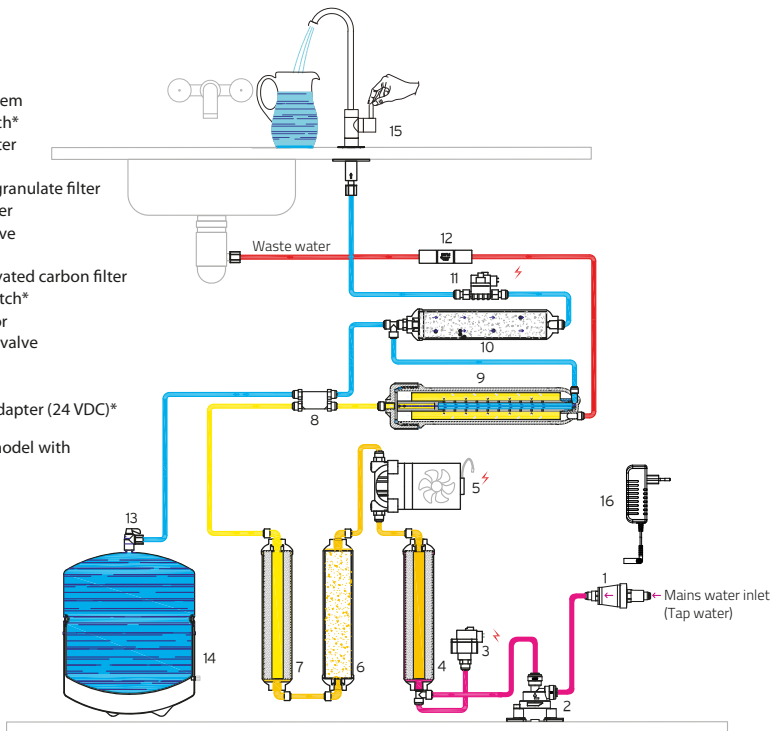 em
ch*
ter
granulate filter
er
ve
vated carbon filter
tch*
or
valve
dapter (24 VDC)*
model with
15
Waste water
12
11
10
9
8
5
16
13
1
Mains water inlet
(Tap water)
3
14
7
6
4
2